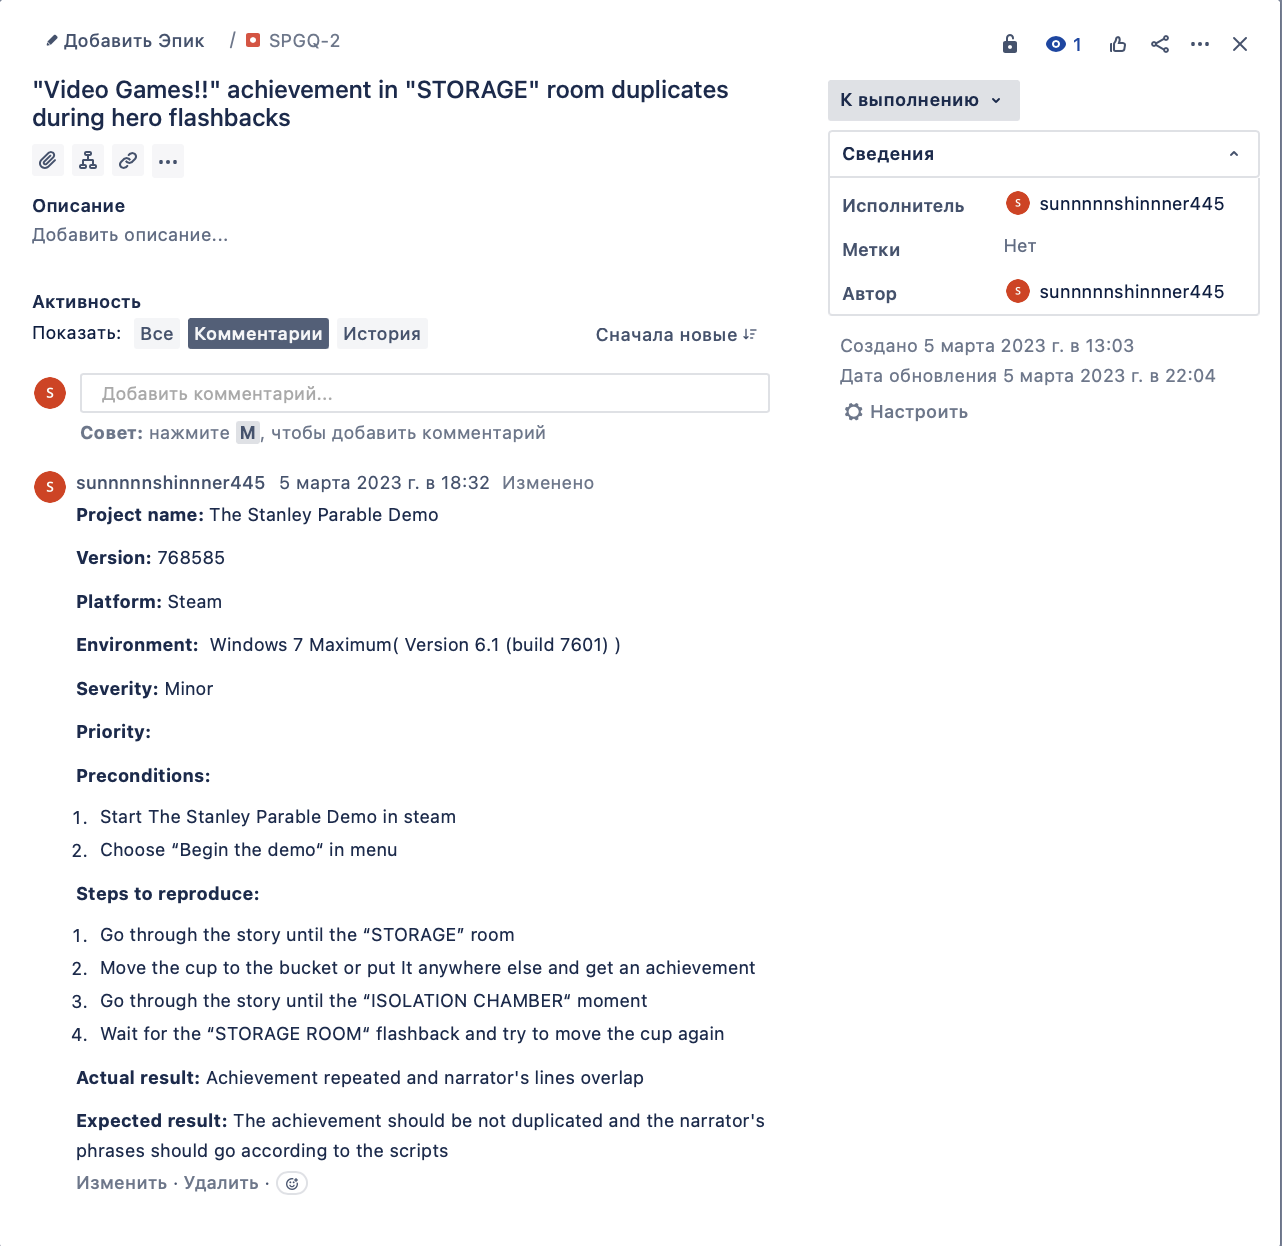 Добавить Эпик / SPGQ-2
1
"Video Games!!" achievement in "STORAGE" room duplicates
during hero flashbacks
Описание
Добавить описание...
Активность
Показать: Все Комментарии История Сначала новые
S Добавить комментарий...
Совет: нажмите M, чтобы добавить комментарий
S sunnnnnshinnner445 5 марта 2023 г. в 18:32 Изменено
Project name: The Stanley Parable Demo
Version: 768585
Platform: Steam
Environment: Windows 7 Maximum( Version 6.1 (build 7601) )
Severity: Minor
Priority:
Preconditions:
1. Start The Stanley Parable Demo in steam
2. Choose “Begin the demo“ in menu
Steps to reproduce:
1. Go through the story until the “STORAGE” room
2. Move the cup to the bucket or put It anywhere else and get an achievement
3. Go through the story until the “ISOLATION CHAMBER“ moment
4. Wait for the “STORAGE ROOM“ flashback and try to move the cup again
Actual result: Achievement repeated and narrator's lines overlap
Expected result: The achievement should be not duplicated and the narrator's
phrases should go according to the scripts
Изменить · Удалить ·
К выполнению
Сведения
Исполнитель S sunnnnnshinnner445
Метки Нет
Автор S sunnnnnshinnner445
Создано 5 марта 2023 г. в 13:03
Дата обновления 5 марта 2023 г. в 22:04
Настроить